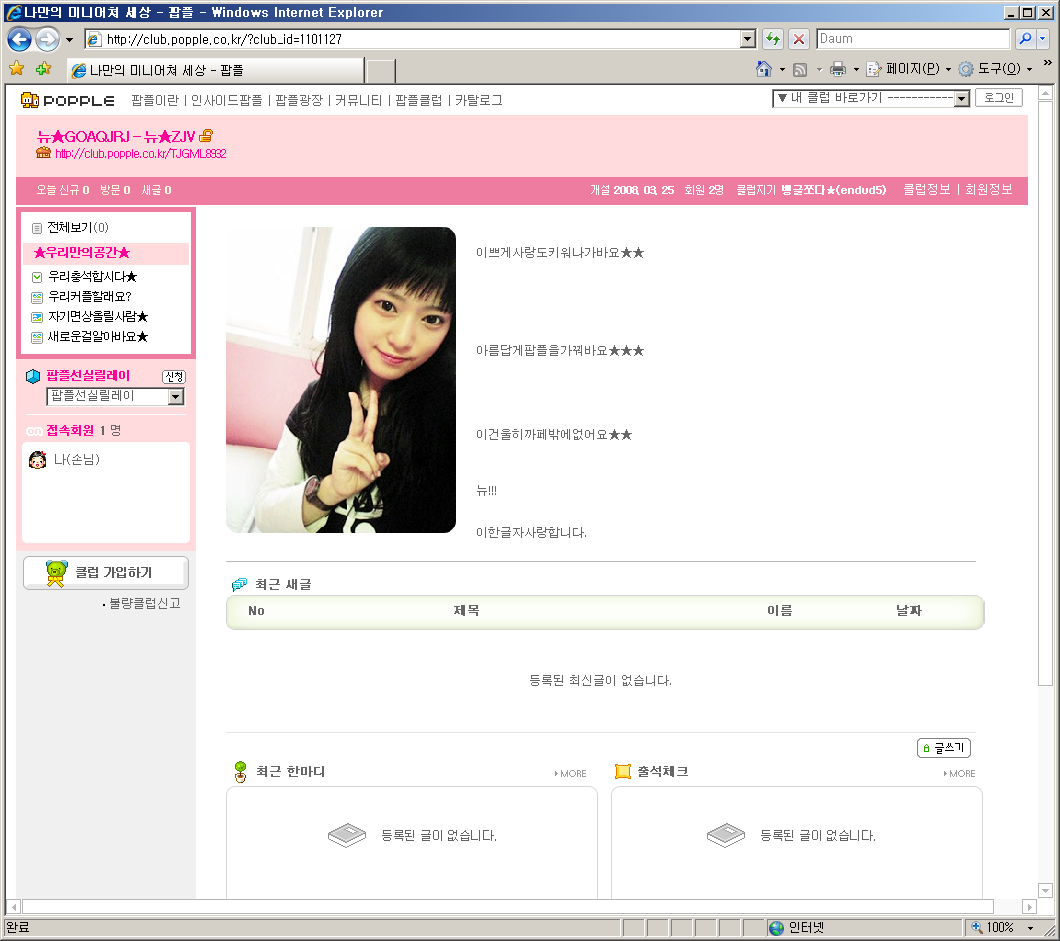 나만의 미니어쳐 세상 - 팝플 - Windows Internet Explorer
http://club.popple.co.kr/?club_id=1101127
Daum
나만의 미니어쳐 세상 - 팝플
페이지(P)
도구(O)
POPPLE 팝플이란 | 인사이드팝플 | 팝플광장 | 커뮤니티 | 팝플클럽 | 카탈로그
▼내 클럽 바로가기 -----------
로그인
뉴★GOAQJRJ - 뉴★ZJV
http://club.popple.co.kr/TJGML8932
오늘 신규 0 방문 0 새글 0
개설 2008. 03. 25 회원 2명 클럽지기 뱅글쪼다★(endud5) 클럽정보 | 회원정보
전체보기(0)
★우리만의공간★
우리출석합시다★
우리커플할래요?
자기면상올릴사람★
새로운걸알아바요★
팝플선실릴레이 신청
팝플선실릴레이
on 접속회원 1 명
나(손님)
클럽 가입하기
· 불량클럽신고
이쁘게사랑도키워나가바요★★
아름답게팝플을가꿔바요★★★
이건울히까페밖에없어요★★
뉴!!!
이한글자사랑합니다.
최근 새글
No 제목 이름 날짜
등록된 최신글이 없습니다.
글쓰기
최근 한마디 MORE
등록된 글이 없습니다.
출석체크 MORE
등록된 글이 없습니다.
완료
인터넷
100%